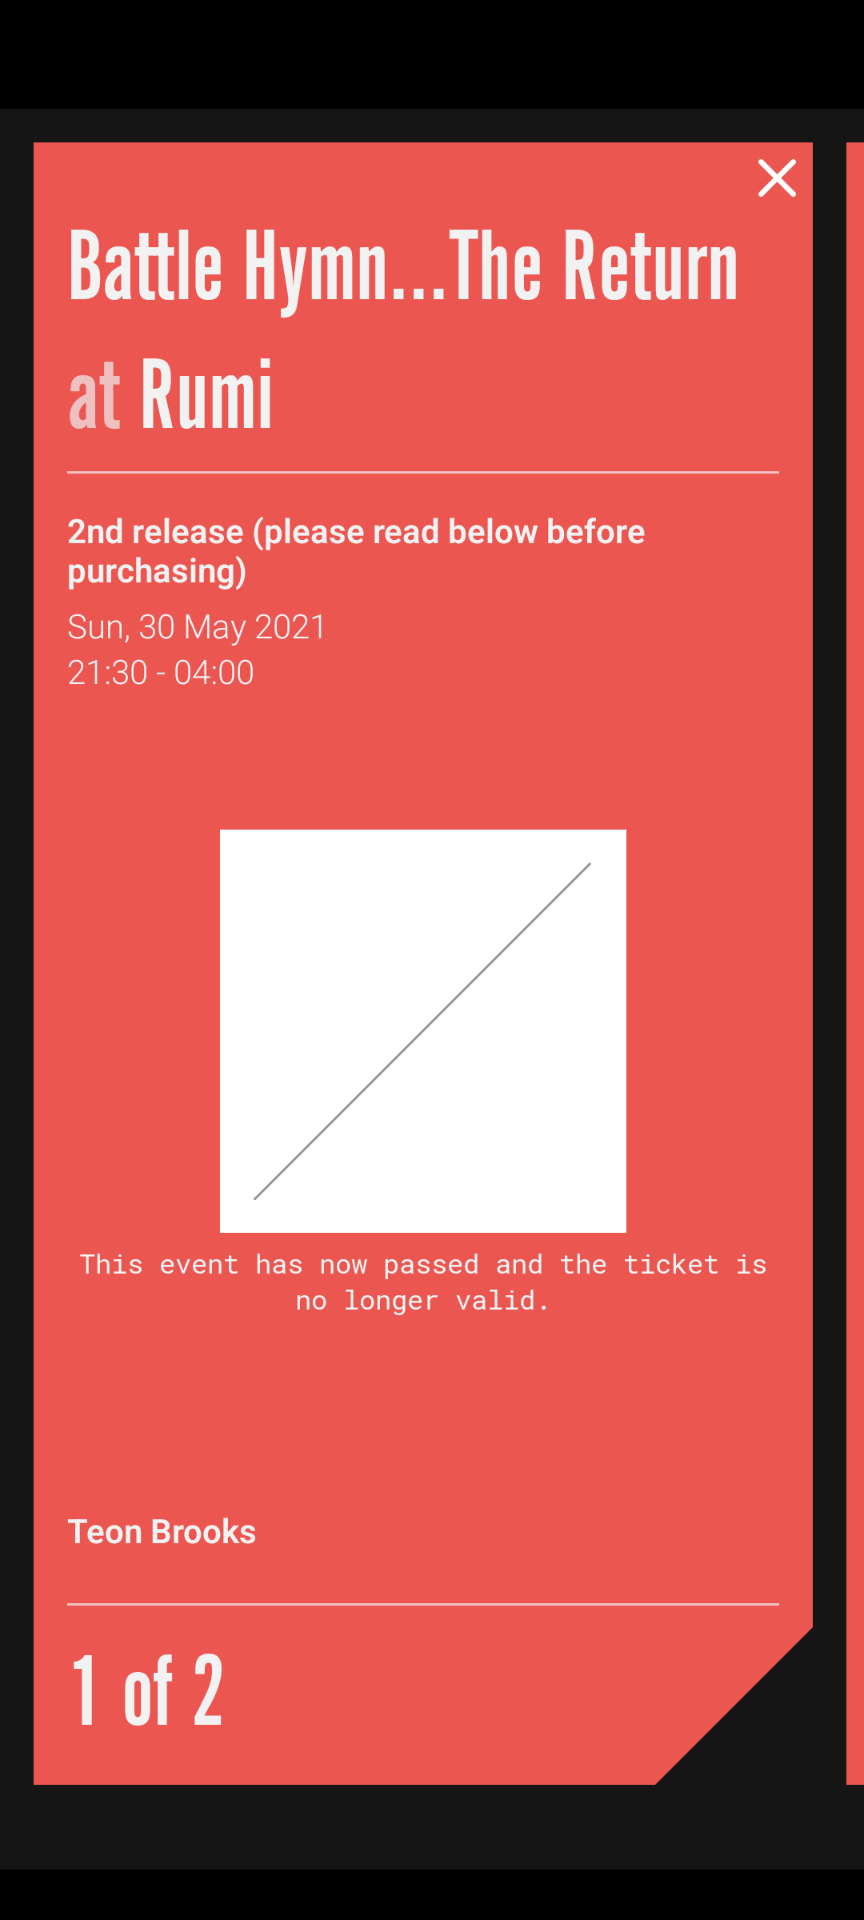 Battle Hymn...The Return
at Rumi
2nd release (please read below before
purchasing)
Sun, 30 May 2021
21:30 - 04:00
This event has now passed and the ticket is
no longer valid.
Teon Brooks
1 of 2